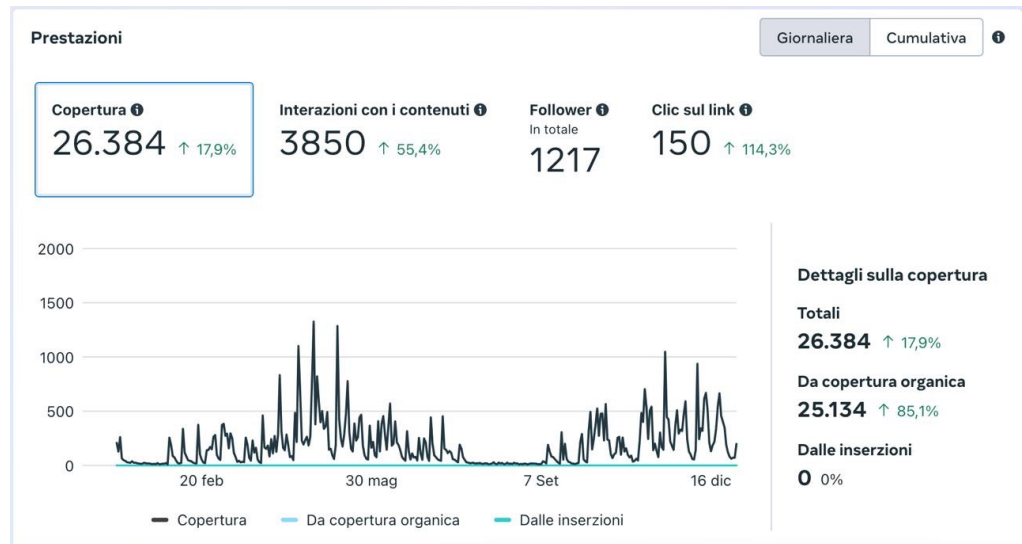 Prestazioni
Giornaliera
Cumulativa
Copertura
26.384 ↑ 17,9%
Interazioni con i contenuti
3850 ↑ 55,4%
Follower
In totale
1217
Clic sul link
150 ↑ 114,3%
2000
1500
1000
500
0
20 feb
30 mag
7 Set
16 dic
Copertura
Da copertura organica
Dalle inserzioni
Dettagli sulla copertura
Totali
26.384 ↑ 17,9%
Da copertura organica
25.134 ↑ 85,1%
Dalle inserzioni
0 0%